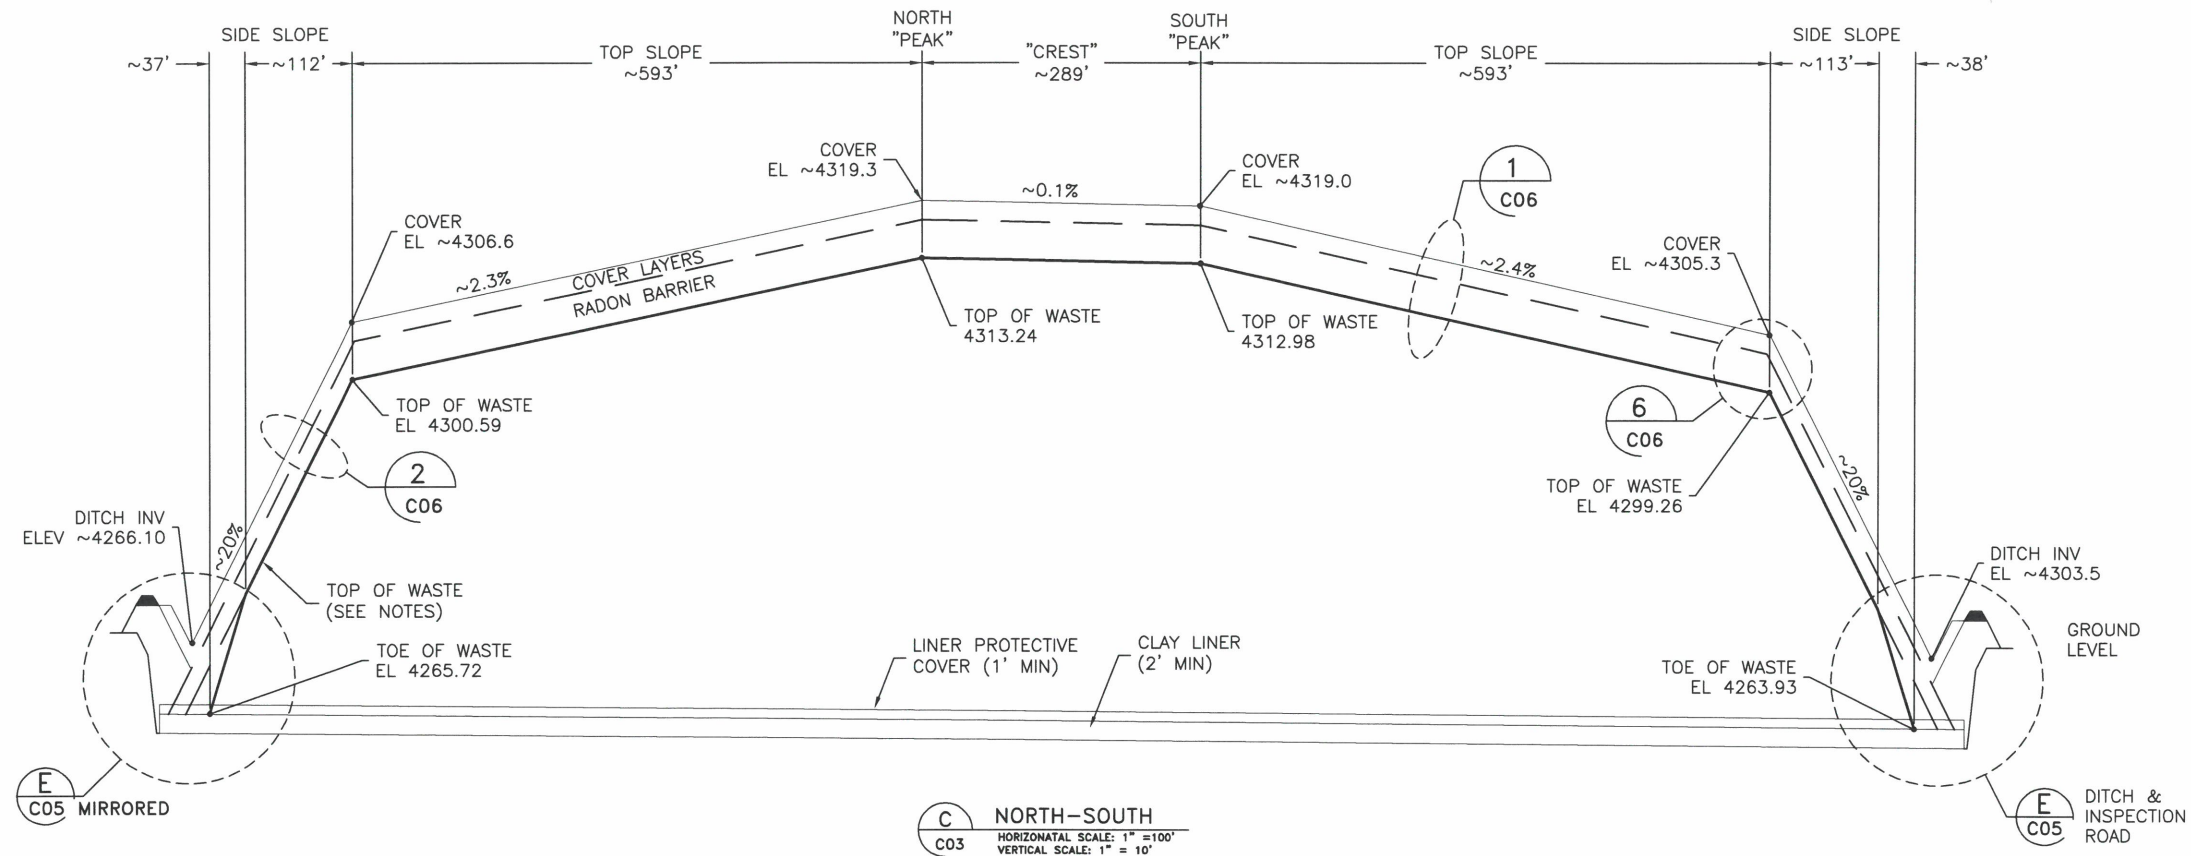 NORTH
"PEAK"
SOUTH
"PEAK"
SIDE SLOPE
SIDE SLOPE
~37'
~112'
TOP SLOPE
~593'
"CREST"
~289'
TOP SLOPE
~593'
~113'
~38'
COVER
EL ~4319.3
COVER
EL ~4319.0
~0.1%
1
C06
COVER
EL ~4306.6
COVER
EL ~4305.3
~2.3%
COVER LAYERS
RADON BARRIER
~2.4%
TOP OF WASTE
4313.24
TOP OF WASTE
4312.98
TOP OF WASTE
EL 4300.59
6
C06
2
C06
TOP OF WASTE
EL 4299.26
~20%
DITCH INV
ELEV ~4266.10
~20%
DITCH INV
EL ~4303.5
TOP OF WASTE
(SEE NOTES)
TOE OF WASTE
EL 4265.72
LINER PROTECTIVE
COVER (1' MIN)
CLAY LINER
(2' MIN)
TOE OF WASTE
EL 4263.93
GROUND
LEVEL
E
C05 MIRRORED
C
C03
NORTH-SOUTH
HORIZONATAL SCALE: 1" =100'
VERTICAL SCALE: 1" = 10'
E
C05
DITCH &
INSPECTION
ROAD